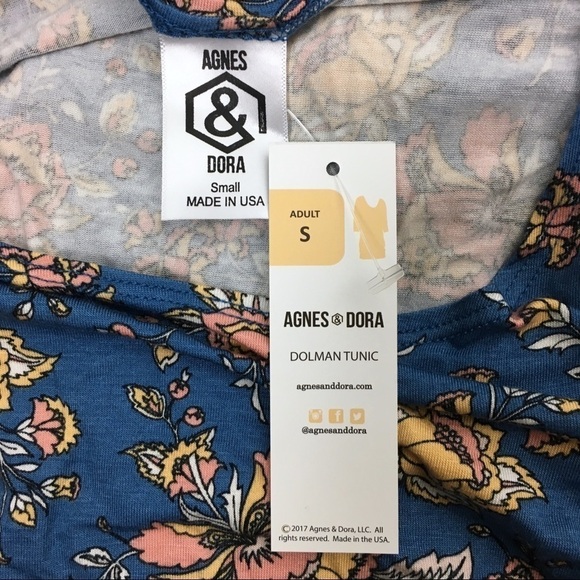 AGNES
&
DORA
Small
MADE IN USA
ADULT
S
AGNES & DORA
DOLMAN TUNIC
agnesanddora.com
@agnesanddora
©2017 Agnes & Dora, LLC. All
rights reserved. Made in the USA.